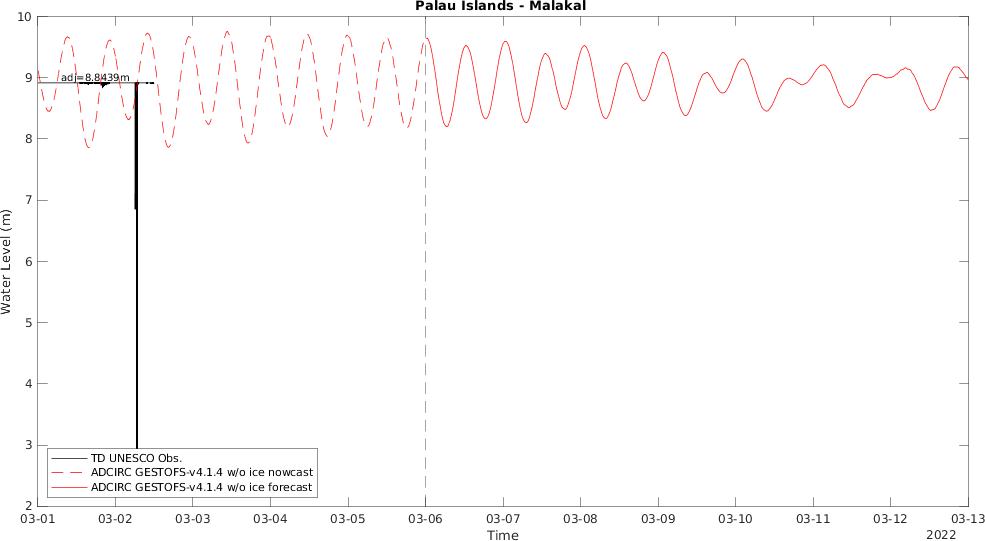 Palau Islands - Malakal
10
9
8
7
6
5
4
3
2
Water Level (m)
adj=8.8439m
TD UNESCO Obs.
ADCIRC GESTOFS-v4.1.4 w/o ice nowcast
ADCIRC GESTOFS-v4.1.4 w/o ice forecast
03-01 03-02 03-03 03-04 03-05 03-06 03-07 03-08 03-09 03-10 03-11 03-12 03-13
Time
2022